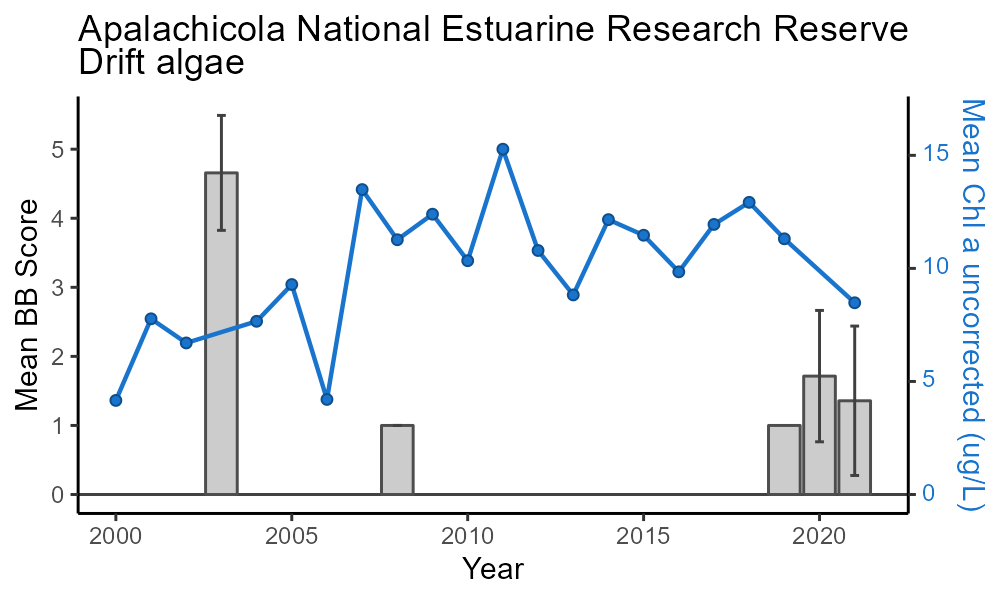 Apalachicola National Estuarine Research Reserve
Drift algae
Mean BB Score
5
4
3
2
1
0
15
10
5
0
Mean Chl a uncorrected (ug/L)
2000 2005 2010 2015 2020
Year